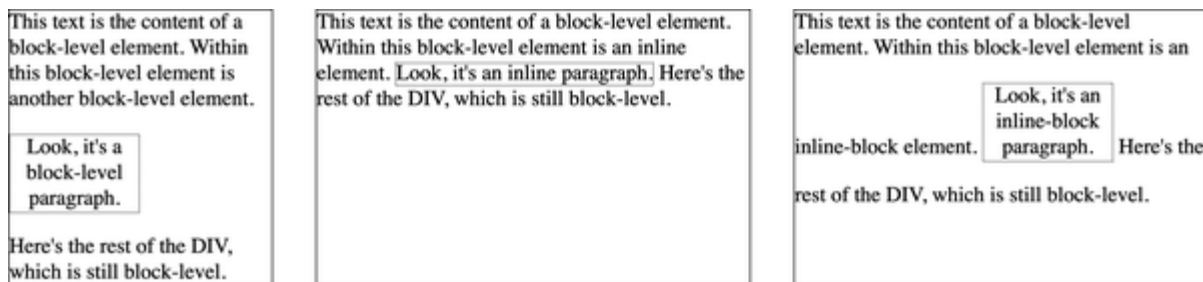 This text is the content of a
block-level element. Within
this block-level element is
another block-level element.
Look, it's a
block-level
paragraph.
Here's the rest of the DIV,
which is still block-level.
This text is the content of a block-level element.
Within this block-level element is an inline
element. Look, it's an inline paragraph. Here's the
rest of the DIV, which is still block-level.
This text is the content of a block-level
element. Within this block-level element is an
Look, it's an
inline-block
inline-block element. paragraph. Here's the
rest of the DIV, which is still block-level.